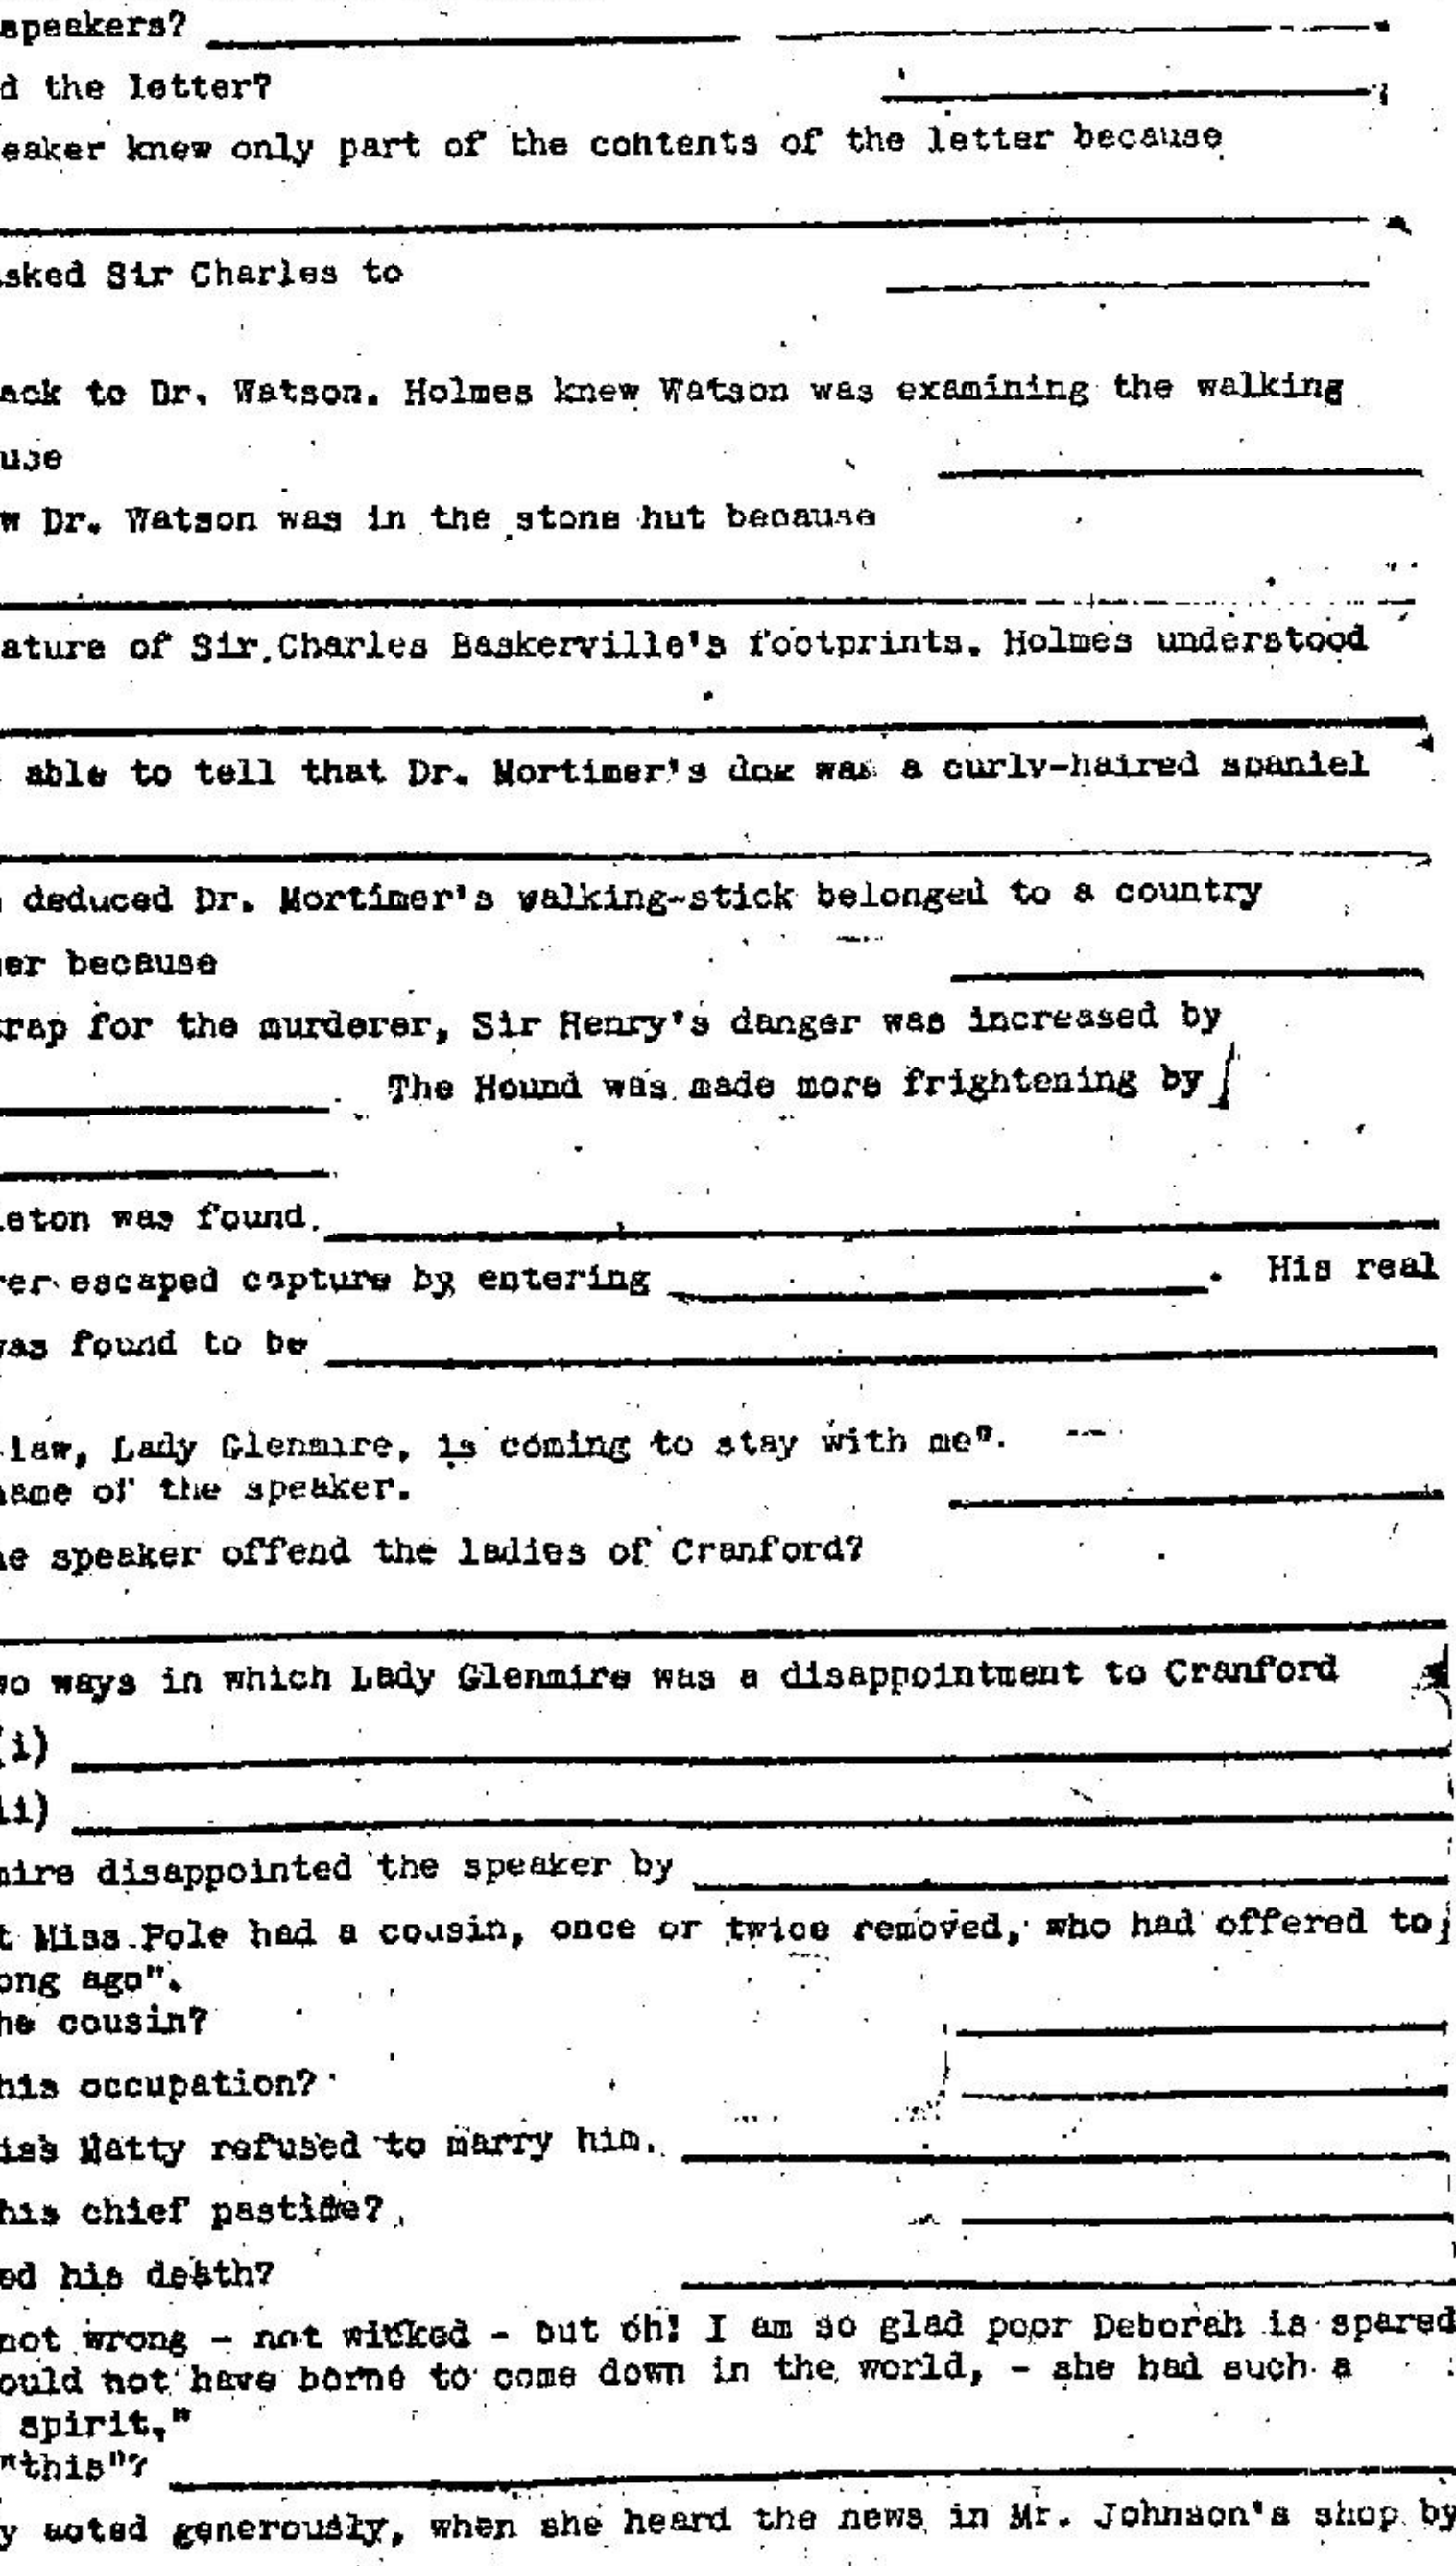 speakers?
d the letter?
eaker knew only part of the contents of the letter because
sked Sir Charles to
ack to Dr. Watson. Holmes knew Watson was examining the walking
use
w Dr. Watson was in the stone hut because
ature of Sir Charles Baskerville's footprints. Holmes understood
able to tell that Dr. Mortimer's dog was a curly-haired spaniel
deduced Dr. Mortimer's walking-stick belonged to a country
er because
rap for the murderer, Sir Henry's danger was increased by
. The Hound was made more frightening by
eton was found.
er escaped capture by entering . His real
was found to be
law, Lady Glenmire, is coming to stay with me".
name of the speaker.
he speaker offend the ladies of Cranford?
wo ways in which Lady Glenmire was a disappointment to Cranford
(i)
ii)
mire disappointed the speaker by
t Miss Pole had a cousin, once or twice removed, who had offered to
ong ago".
he cousin?
his occupation?
iss Matty refused to marry him.
his chief pastime?
ed his death?
not wrong - not wicked - but oh! I am so glad poor Deborah is spared
ould not have borne to come down in the world, - she had such a
spirit,"
"this"?
y acted generously, when she heard the news in Mr. Johnson's shop by